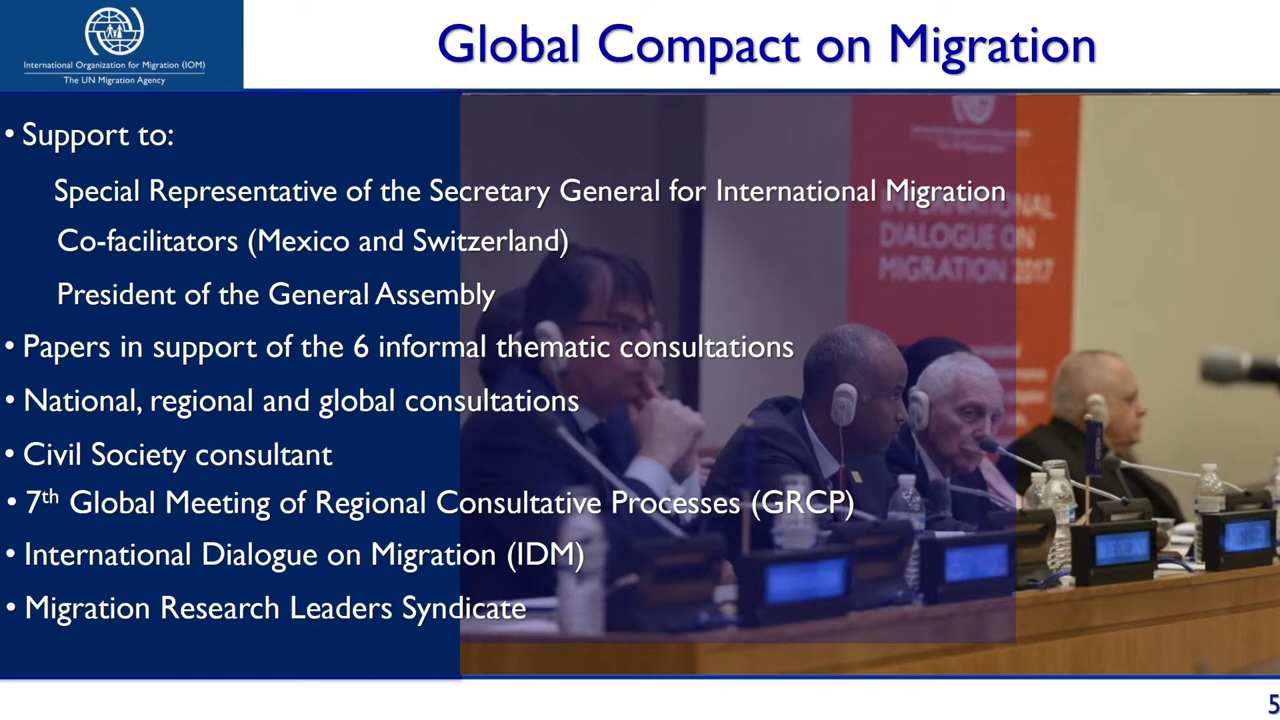 International Organization for Migration (IOM)
The UN Migration Agency
Global Compact on Migration
• Support to:
Special Representative of the Secretary General for International Migration
Co-facilitators (Mexico and Switzerland)
President of the General Assembly
• Papers in support of the 6 informal thematic consultations
• National, regional and global consultations
• Civil Society consultant
• 7th Global Meeting of Regional Consultative Processes (GRCP)
• International Dialogue on Migration (IDM)
• Migration Research Leaders Syndicate
INTERNATIONAL
DIALOGUE ON
MIGRATION 2017
5